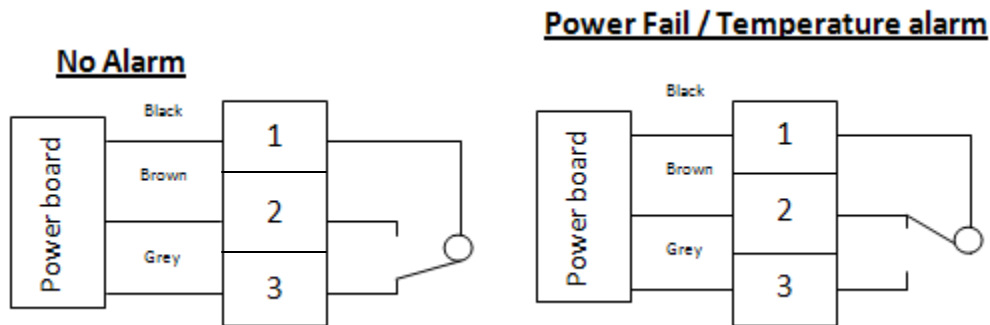 No Alarm
Power board
Black
Brown
Grey
1
2
3
Power Fail / Temperature alarm
Power board
Black
Brown
Grey
1
2
3